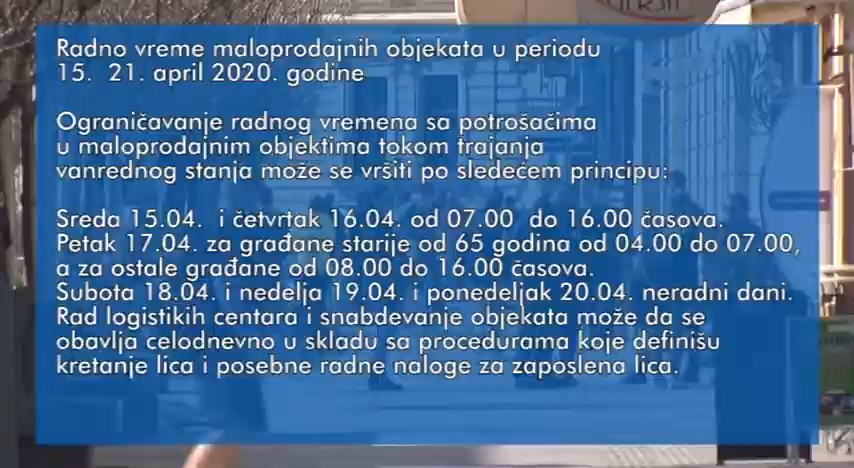 Radno vreme maloprodajnih objekata u periodu
15. 21. april 2020. godine
Ograničavanje radnog vremena sa potrošačima
u maloprodajnim objektima tokom trajanja
vanrednog stanja može se vršiti po sledećem principu:
Sreda 15.04. i četvrtak 16.04. od 07.00 do 16.00 časova.
Petak 17.04. za građane starije od 65 godina od 04.00 do 07.00,
a za ostale građane od 08.00 do 16.00 časova.
Subota 18.04. i nedelja 19.04. i ponedeljak 20.04. neradni dani.
Rad logistikih centara i snabdevanje objekata može da se
obavlja celodnevno u skladu sa procedurama koje definišu
kretanje lica i posebne radne naloge za zaposlena lica.